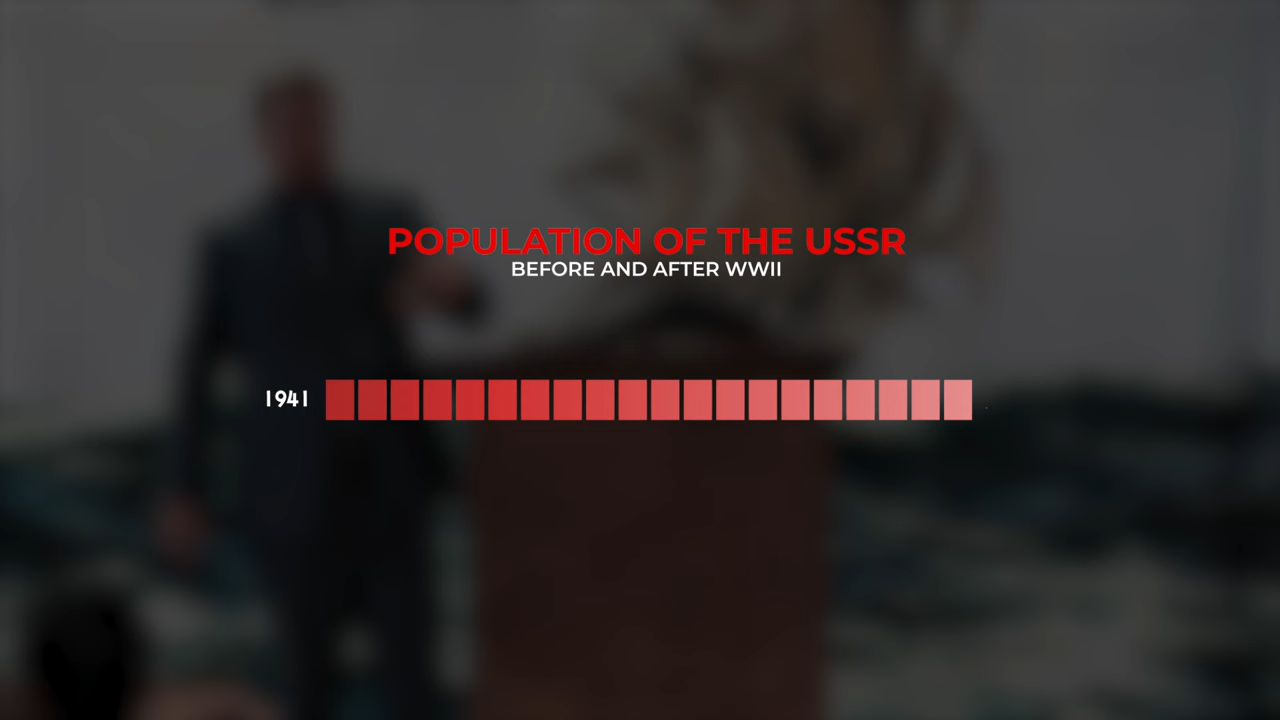 POPULATION OF THE USSR
BEFORE AND AFTER WWII
1941